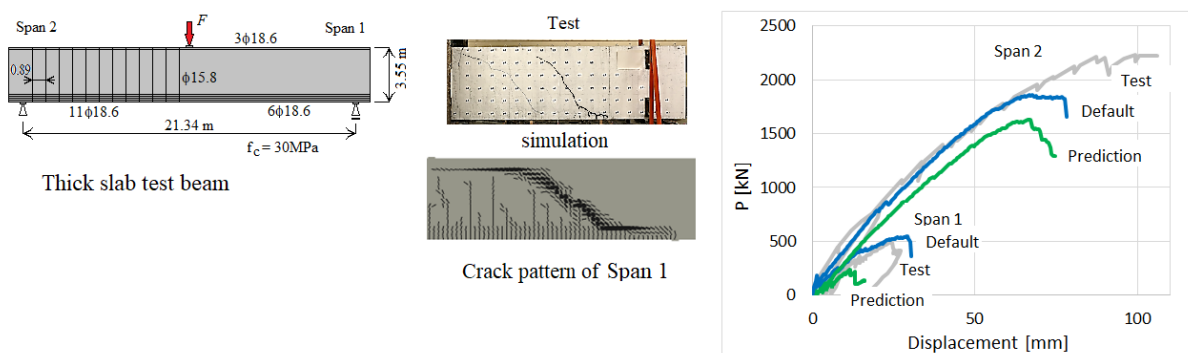 Span 2
F
Span 1
3ϕ18.6
0.89
ϕ15.8
3.55 m
11ϕ18.6
6ϕ18.6
21.34 m
fc = 30MPa
Thick slab test beam
Test
simulation
Crack pattern of Span 1
P [kN]
2500
2000
1500
1000
500
0
Span 2
Test
Default
Prediction
Span 1
Default
Test
Prediction
0
50
100
Displacement [mm]